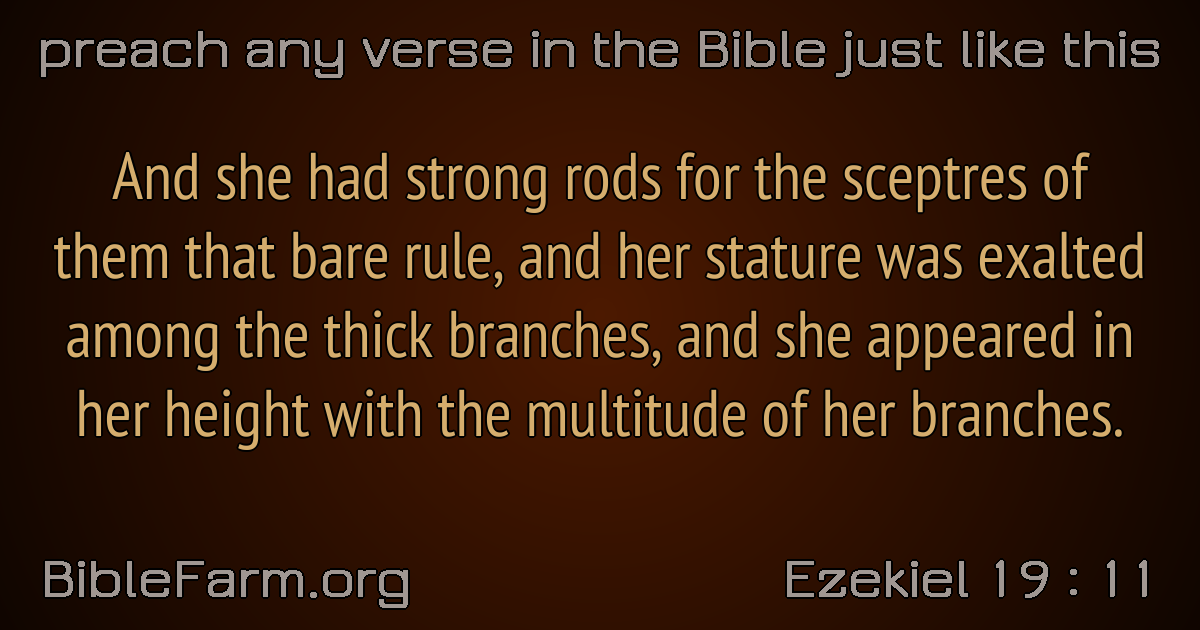 preach any verse in the Bible just like this
And she had strong rods for the sceptres of
them that bare rule, and her stature was exalted
among the thick branches, and she appeared in
her height with the multitude of her branches.
BibleFarm.org
Ezekiel 19 : 11